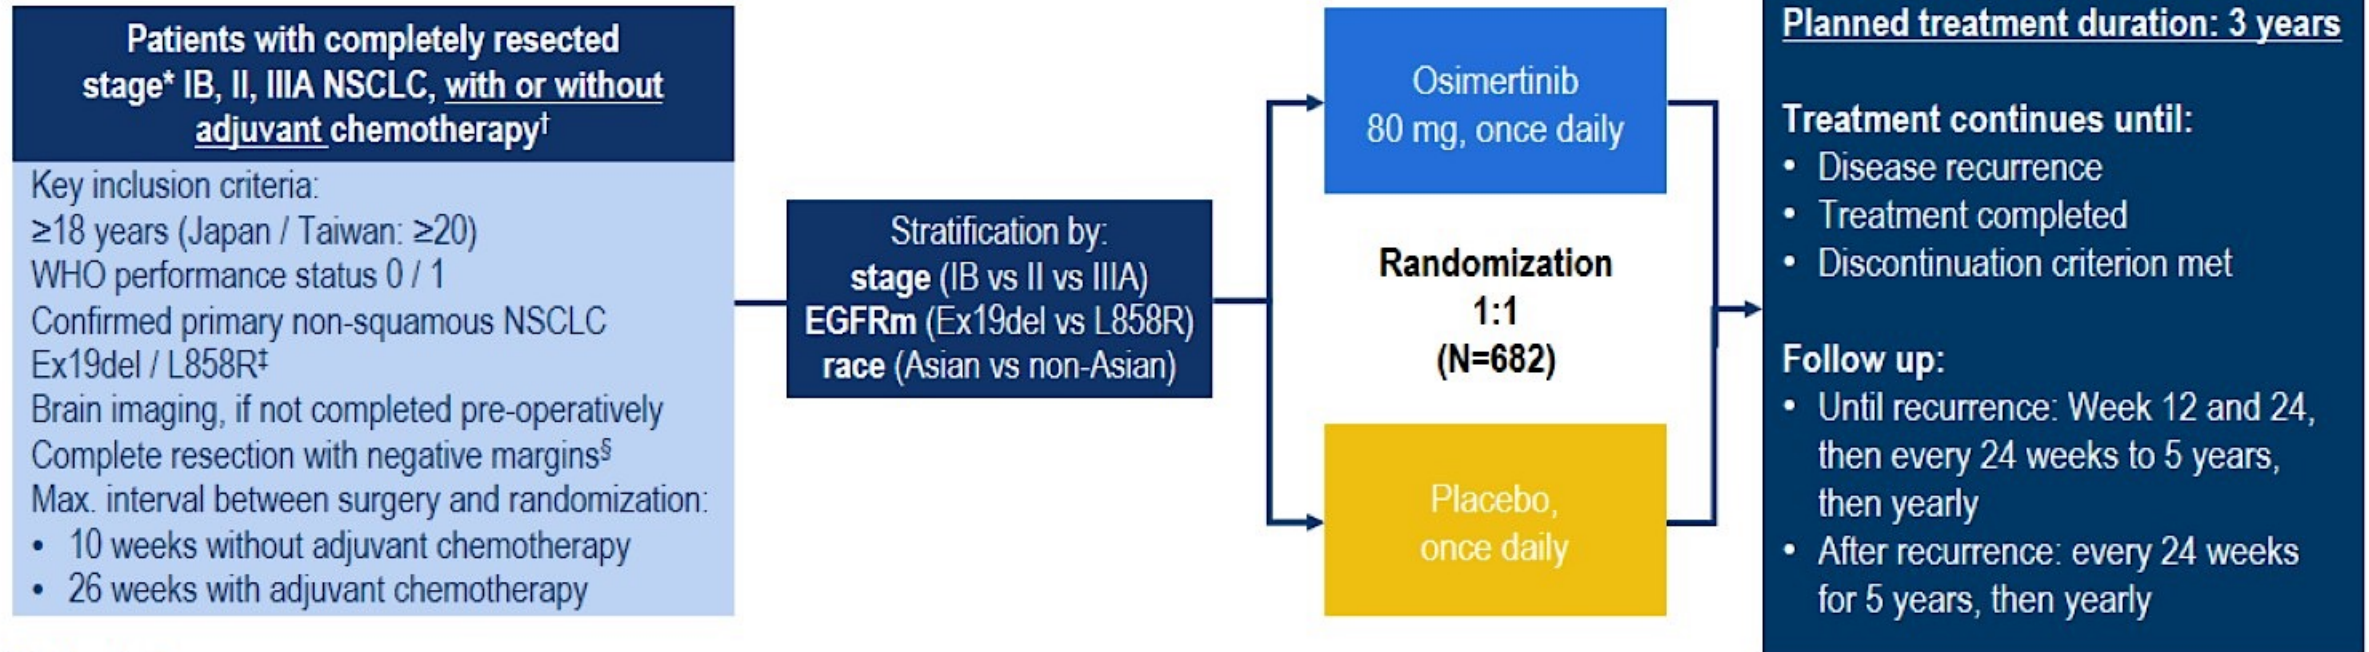 Patients with completely resected
stage* IB, II, IIIA NSCLC, with or without
adjuvant chemotherapy†
Key inclusion criteria:
≥18 years (Japan / Taiwan: ≥20)
WHO performance status 0 / 1
Confirmed primary non-squamous NSCLC
Ex19del / L858R‡
Brain imaging, if not completed pre-operatively
Complete resection with negative margins§
Max. interval between surgery and randomization:
• 10 weeks without adjuvant chemotherapy
• 26 weeks with adjuvant chemotherapy
Stratification by:
stage (IB vs II vs IIIA)
EGFRm (Ex19del vs L858R)
race (Asian vs non-Asian)
Osimertinib
80 mg, once daily
Randomization
1:1
(N=682)
Placebo,
once daily
Planned treatment duration: 3 years
Treatment continues until:
• Disease recurrence
• Treatment completed
• Discontinuation criterion met
Follow up:
• Until recurrence: Week 12 and 24,
then every 24 weeks to 5 years,
then yearly
• After recurrence: every 24 weeks
for 5 years, then yearly